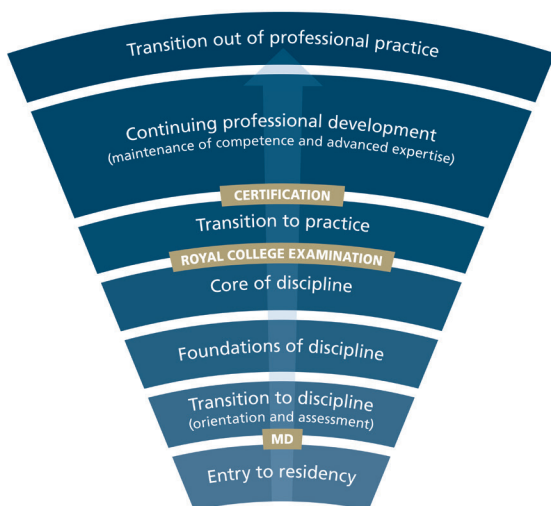 Transition out of professional practice
Continuing professional development
(maintenance of competence and advanced expertise)
CERTIFICATION
Transition to practice
ROYAL COLLEGE EXAMINATION
Core of discipline
Foundations of discipline
Transition to discipline
(orientation and assessment)
MD
Entry to residency